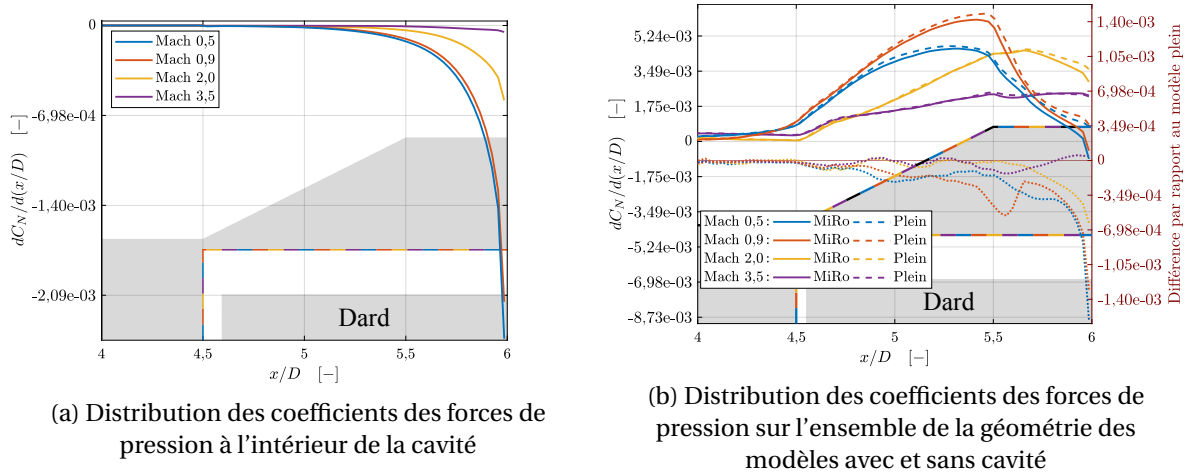 0
-6,98e-04
-1,40e-03
-2,09e-03
dC_N/d(x/D) [−]
Mach 0,5
Mach 0,9
Mach 2,0
Mach 3,5
Dard
4
4,5
5
5,5
6
x/D [−]
(a) Distribution des coefficients des forces de
pression à l'intérieur de la cavité
5,24e-03
3,49e-03
1,75e-03
0
-1,75e-03
-3,49e-03
-5,24e-03
-6,98e-03
-8,73e-03
dC_N/d(x/D) [−]
Mach 0,5: MiRo Plein
Mach 0,9: MiRo Plein
Mach 2,0: MiRo Plein
Mach 3,5: MiRo Plein
Dard
1,40e-03
1,05e-03
6,98e-04
3,49e-04
0
-3,49e-04
-6,98e-04
-1,05e-03
-1,40e-03
Différence par rapport au modèle plein
4
4,5
5
5,5
6
x/D [−]
(b) Distribution des coefficients des forces de
pression sur l'ensemble de la géométrie des
modèles avec et sans cavité